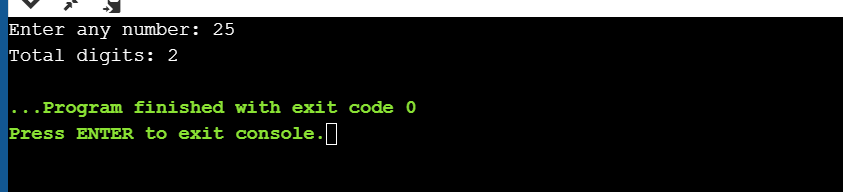 Enter any number: 25
Total digits: 2
...Program finished with exit code 0
Press ENTER to exit console.